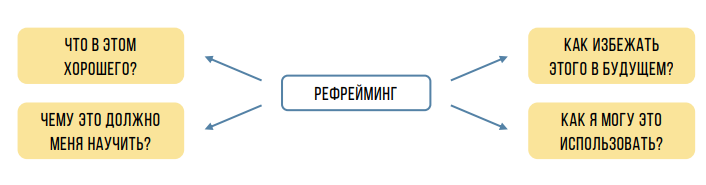 ЧТО В ЭТОМ
ХОРОШЕГО?
ЧЕМУ ЭТО ДОЛЖНО
МЕНЯ НАУЧИТЬ?
РЕФРЕЙМИНГ
КАК ИЗБЕЖАТЬ
ЭТОГО В БУДУЩЕМ?
КАК Я МОГУ ЭТО
ИСПОЛЬЗОВАТЬ?